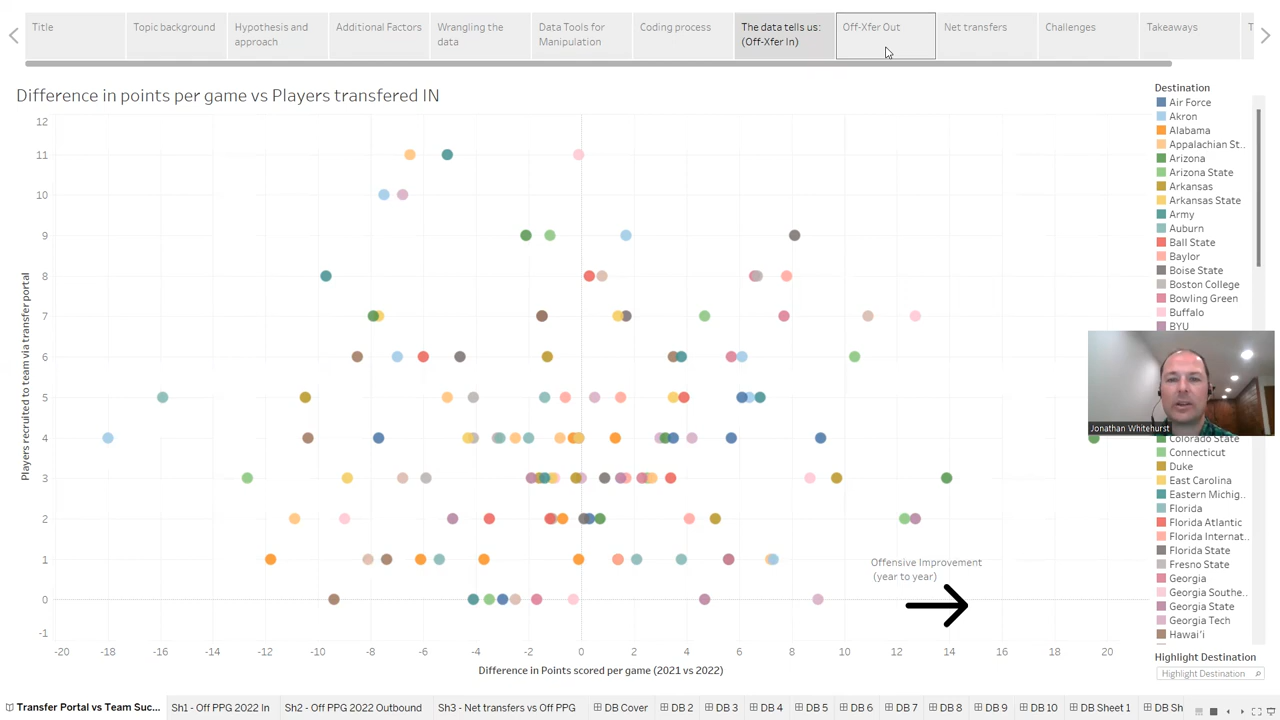 Title
Topic background
Hypothesis and
approach
Additional Factors
Wrangling the
data
Data Tools for
Manipulation
Coding process
The data tells us:
(Off-Xfer In)
Off-Xfer Out
Net transfers
Challenges
Takeaways
T
Difference in points per game vs Players transfered IN
Players recruited to team via transfer portal
12
11
10
9
8
7
6
5
4
3
2
1
0
-1
Offensive Improvement
(year to year)
-20 -18 -16 -14 -12 -10 -8 -6 -4 -2 0 2 4 6 8 10 12 14 16 18 20
Difference in Points scored per game (2021 vs 2022)
Destination
Air Force
Akron
Alabama
Appalachian St..
Arizona
Arizona State
Arkansas
Arkansas State
Army
Auburn
Ball State
Baylor
Boise State
Boston College
Bowling Green
Buffalo
BYU
Jonathan Whitehurst
Colorado State
Connecticut
Duke
East Carolina
Eastern Michig..
Florida
Florida Atlantic
Florida Internat..
Florida State
Fresno State
Georgia
Georgia Southe..
Georgia State
Georgia Tech
Hawai'i
Highlight Destination
Highlight Destination
Transfer Portal vs Team Suc...
Sh1 - Off PPG 2022 In
Sh2 - Off PPG 2022 Outbound
Sh3 - Net transfers vs Off PPG
DB Cover
DB 2
DB 3
DB 4
DB 5
DB 6
DB 7
DB 8
DB 9
DB 10
DB Sheet 1
DB Sh